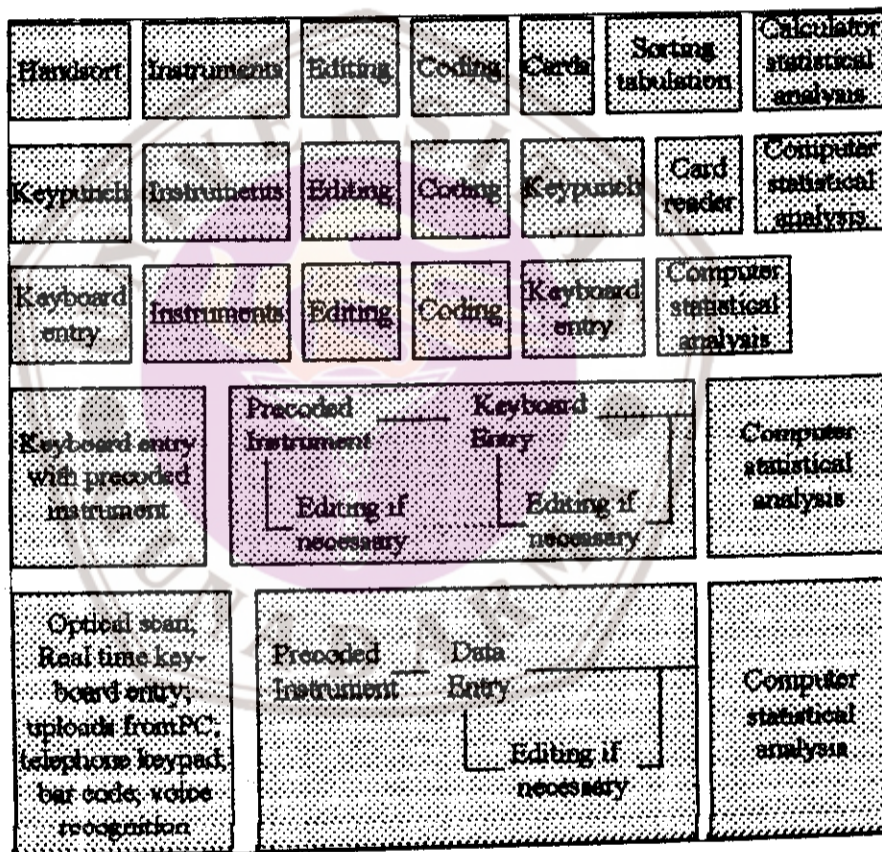 Handsort
Instruments
Editing
Coding
Cards
Sorting
tabulation
Calculator
statistical
analysis
Keypunch
Instruments
Editing
Coding
Keypunch
Card
reader
Computer
statistical
analysis
Keyboard
entry
Instruments
Editing
Coding
Keyboard
entry
Computer
statistical
analysis
Keyboard entry
with precoded
instrument
Precoded
Instrument
Keyboard
Entry
Editing if
necessary
Editing if
necessary
Computer
statistical
analysis
Optical scan;
Real time key-
board entry;
uploads from PC;
telephone keypad;
bar code; voice
recognition
Precoded
Instrument
Data
Entry
Editing if
necessary
Computer
statistical
analysis